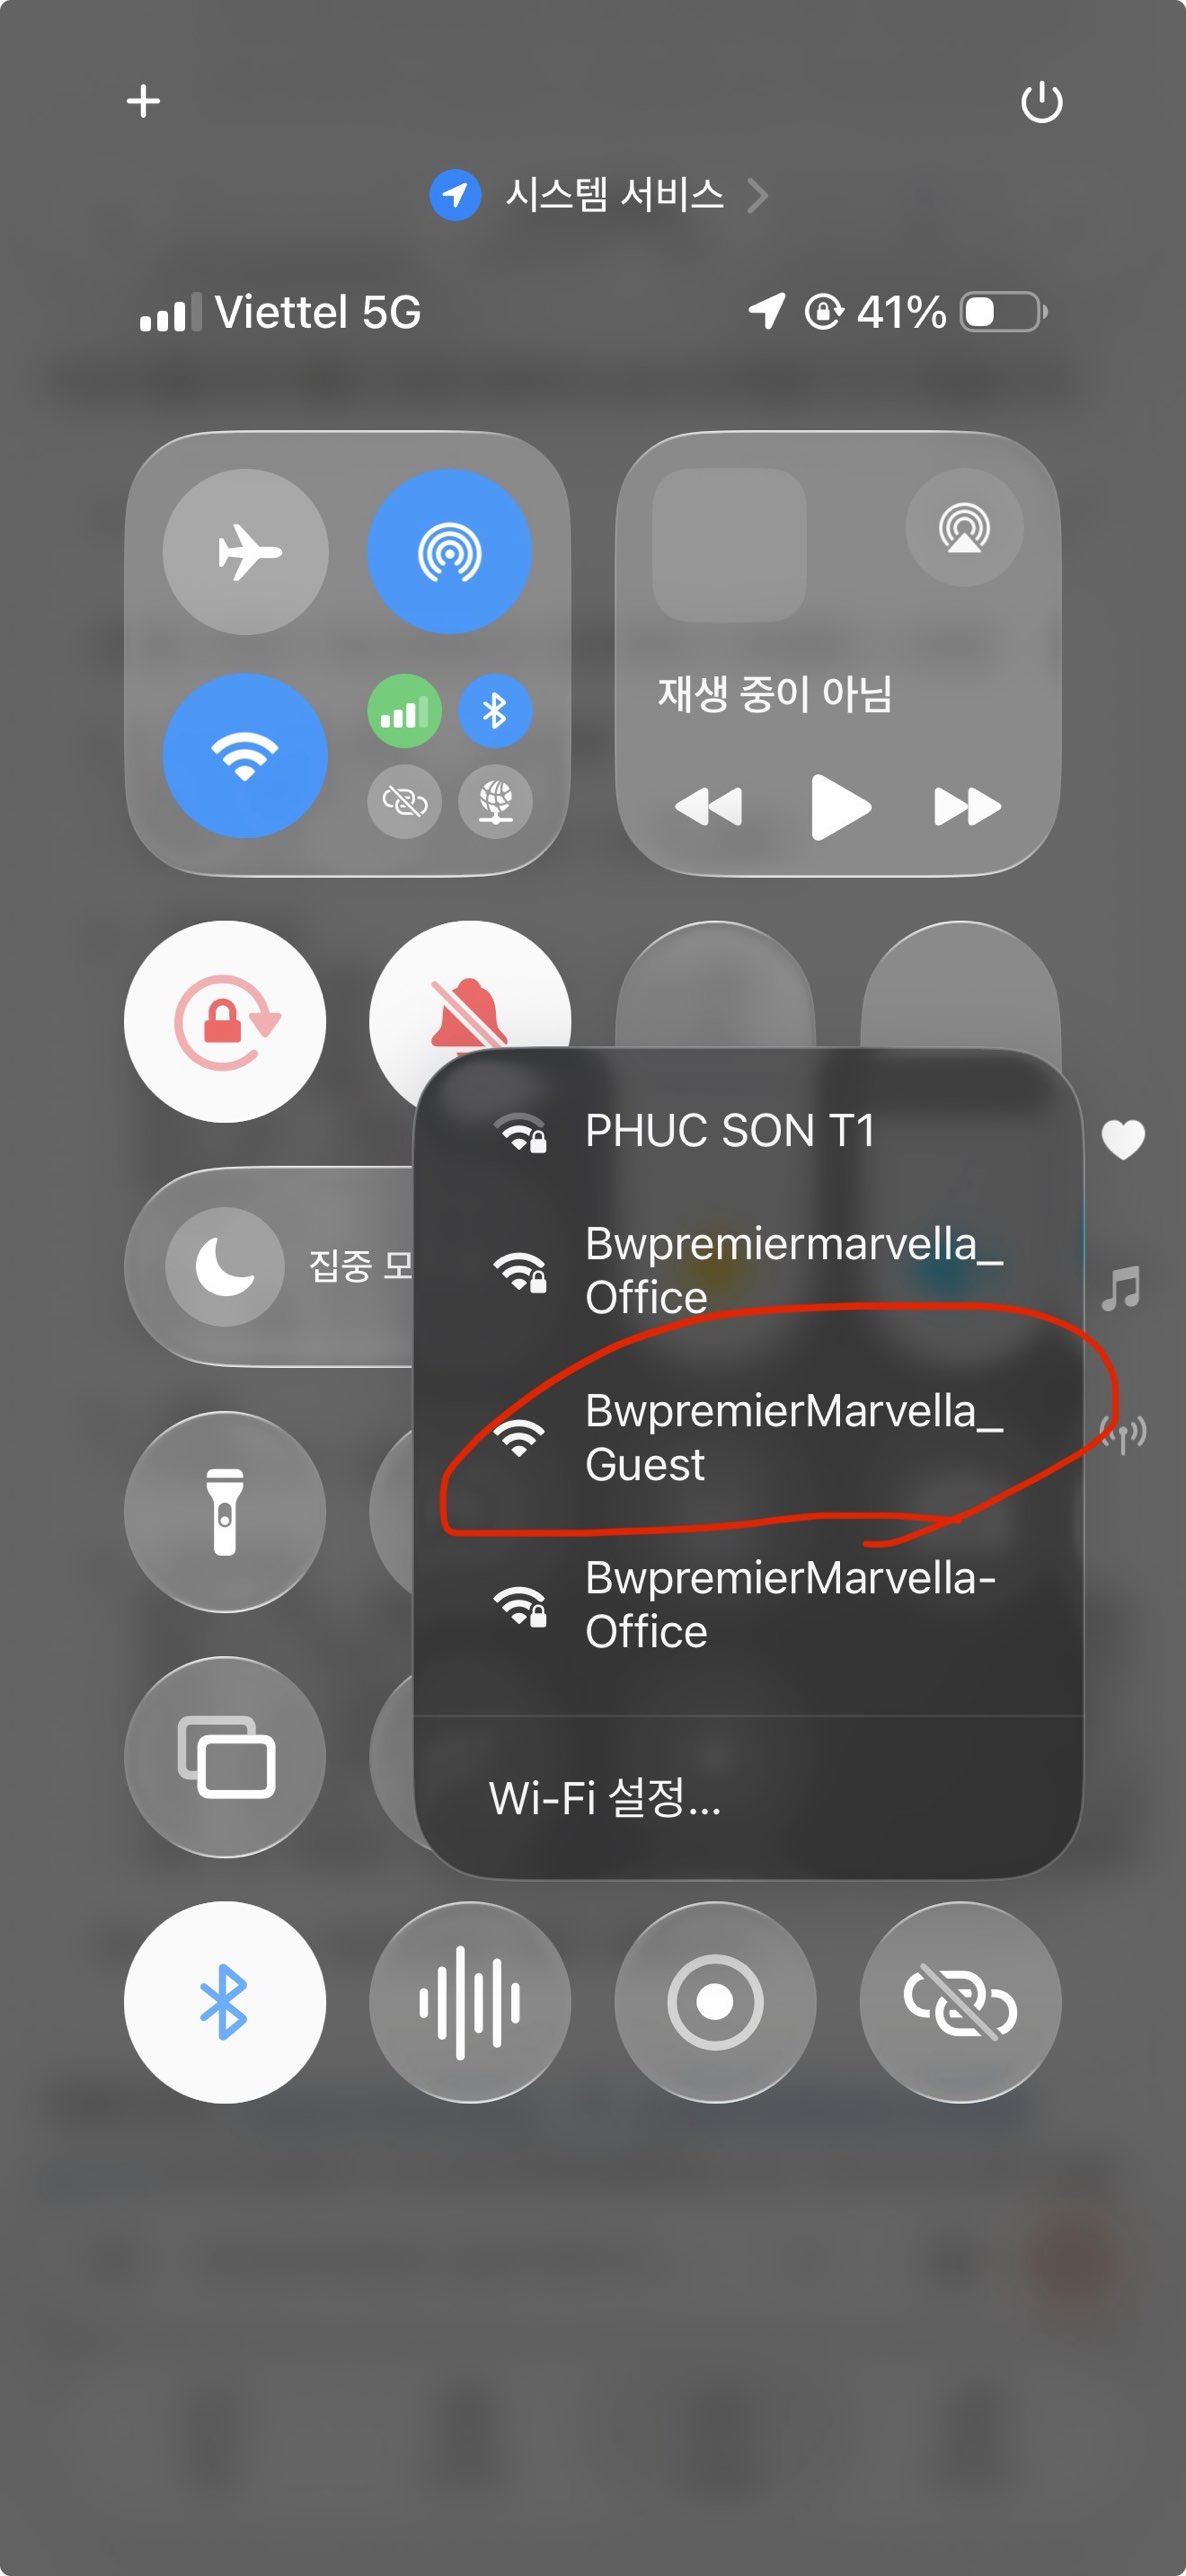 시스템 서비스
Viettel 5G 41%
재생 중이 아님
PHUC SON T1
Bwpremiermarvella_
Office
집중 모
BwpremierMarvella_
Guest
BwpremierMarvella-
Office
Wi-Fi 설정...